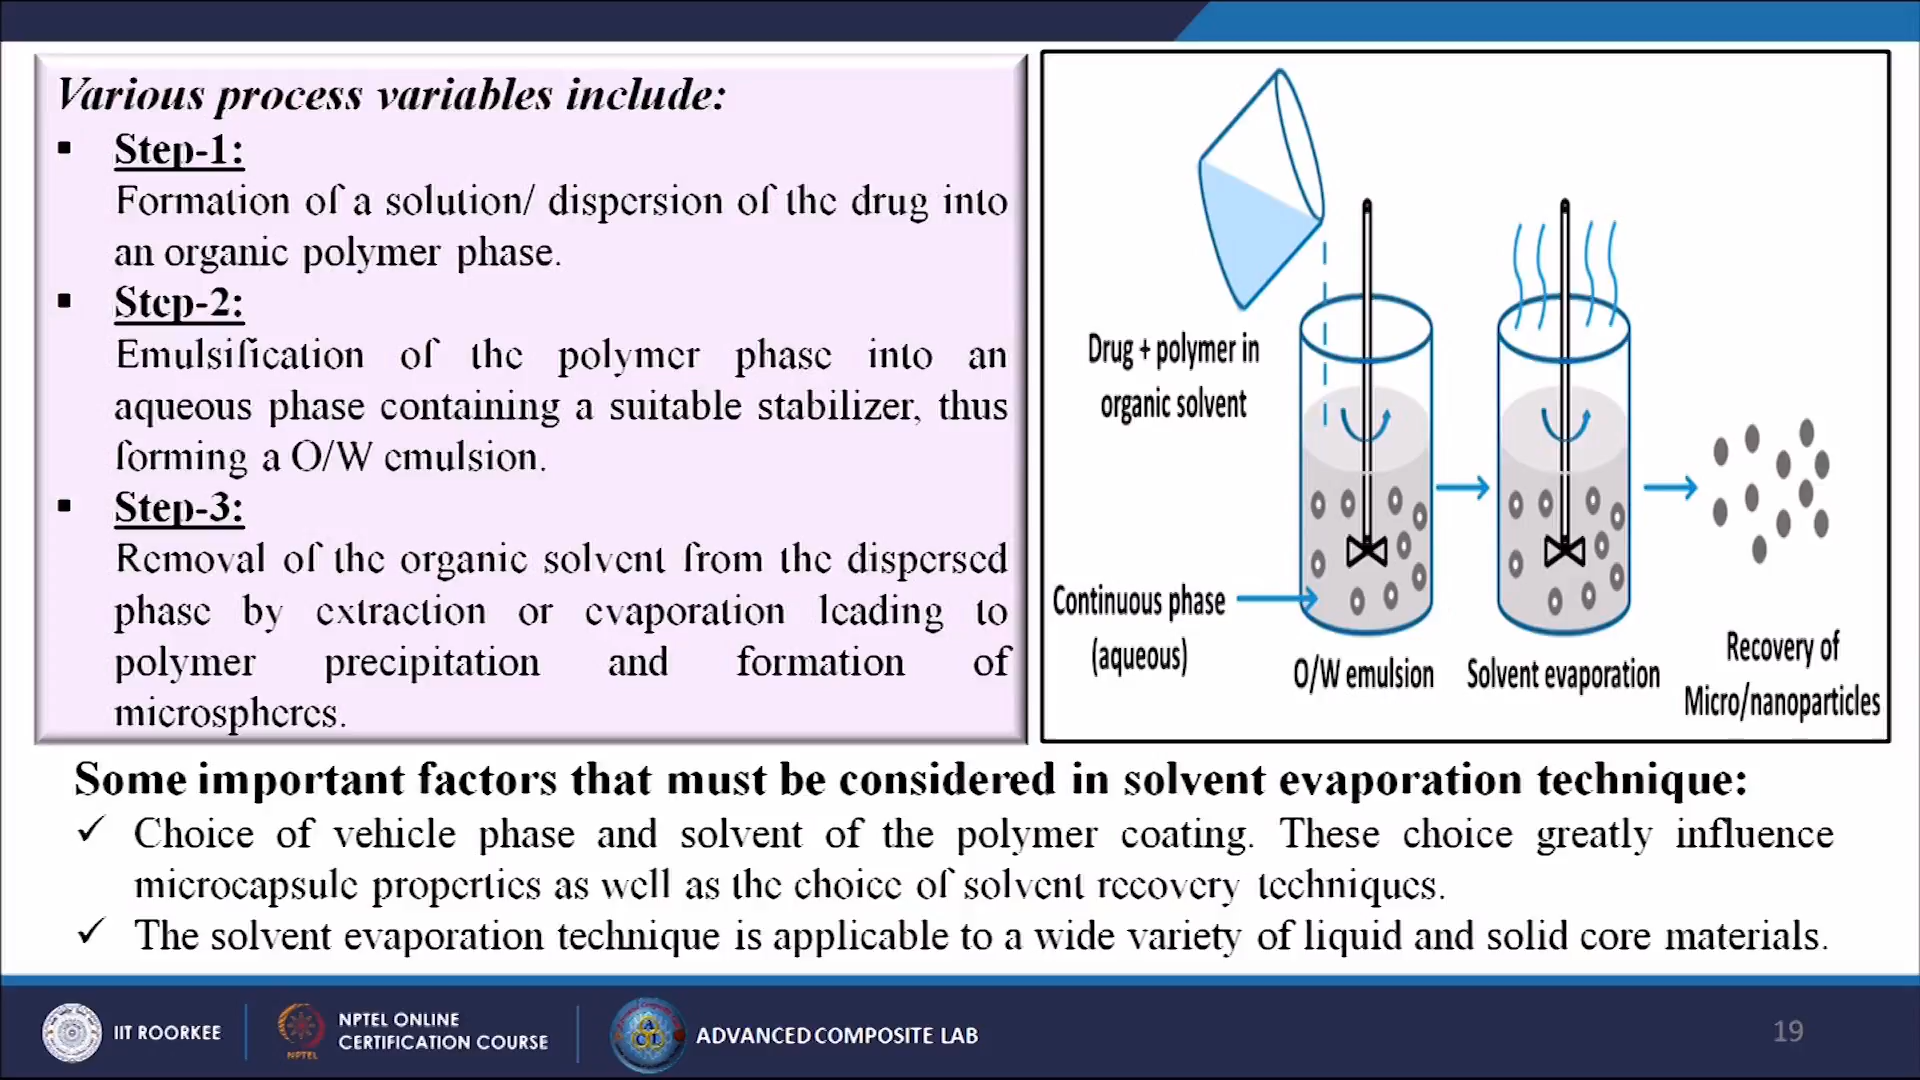 Various process variables include:
▪ Step-1:
Formation of a solution/ dispersion of the drug into
an organic polymer phase.
▪ Step-2:
Emulsification of the polymer phase into an
aqueous phase containing a suitable stabilizer, thus
forming a O/W emulsion.
▪ Step-3:
Removal of the organic solvent from the dispersed
phase by extraction or evaporation leading to
polymer precipitation and formation of
microspheres.
Drug + polymer in
organic solvent
Continuous phase
(aqueous)
O/W emulsion
Solvent evaporation
Recovery of
Micro/nanoparticles
Some important factors that must be considered in solvent evaporation technique:
✓ Choice of vehicle phase and solvent of the polymer coating. These choice greatly influence
microcapsule properties as well as the choice of solvent recovery techniques.
✓ The solvent evaporation technique is applicable to a wide variety of liquid and solid core materials.
IIT ROORKEE
NPTEL
NPTEL ONLINE
CERTIFICATION COURSE
ACL
ADVANCED COMPOSITE LAB
19